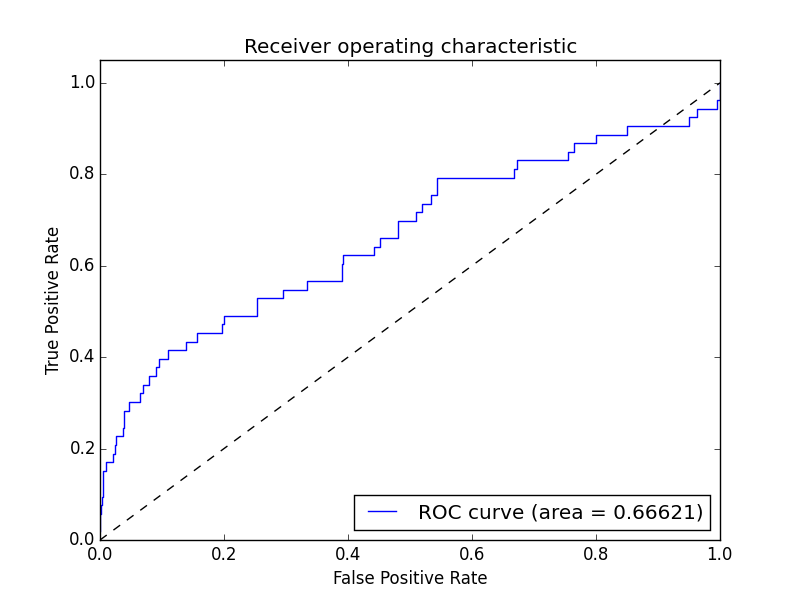 Receiver operating characteristic
True Positive Rate
1.0
0.8
0.6
0.4
0.2
0.0
ROC curve (area = 0.66621)
0.0 0.2 0.4 0.6 0.8 1.0
False Positive Rate